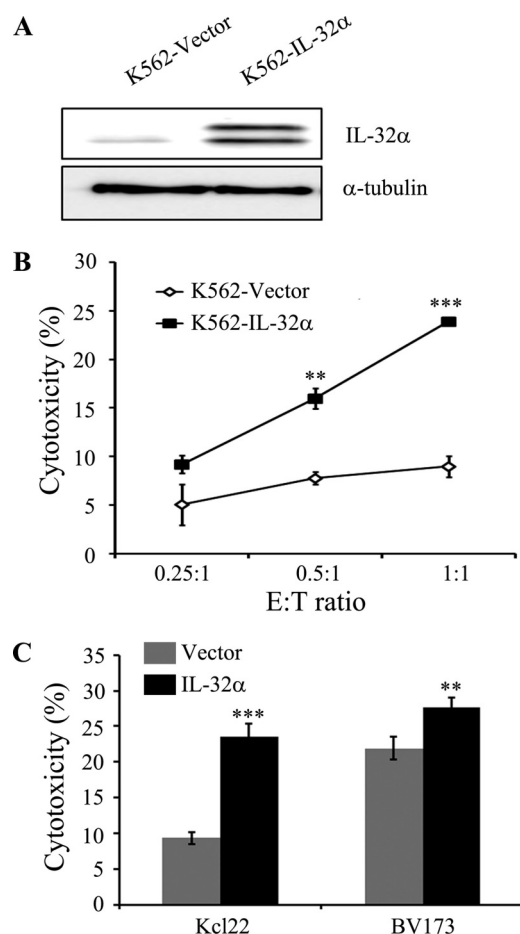 A
K562-Vector
K562-IL-32α
IL-32α
α-tubulin
B
30
25
20
15
10
5
0
Cytotoxicity (%)
K562-Vector
K562-IL-32α
**
***
0.25:1
0.5:1
1:1
E:T ratio
C
35
30
25
20
15
10
5
0
Cytotoxicity (%)
Vector
IL-32α
***
**
Kcl22
BV173